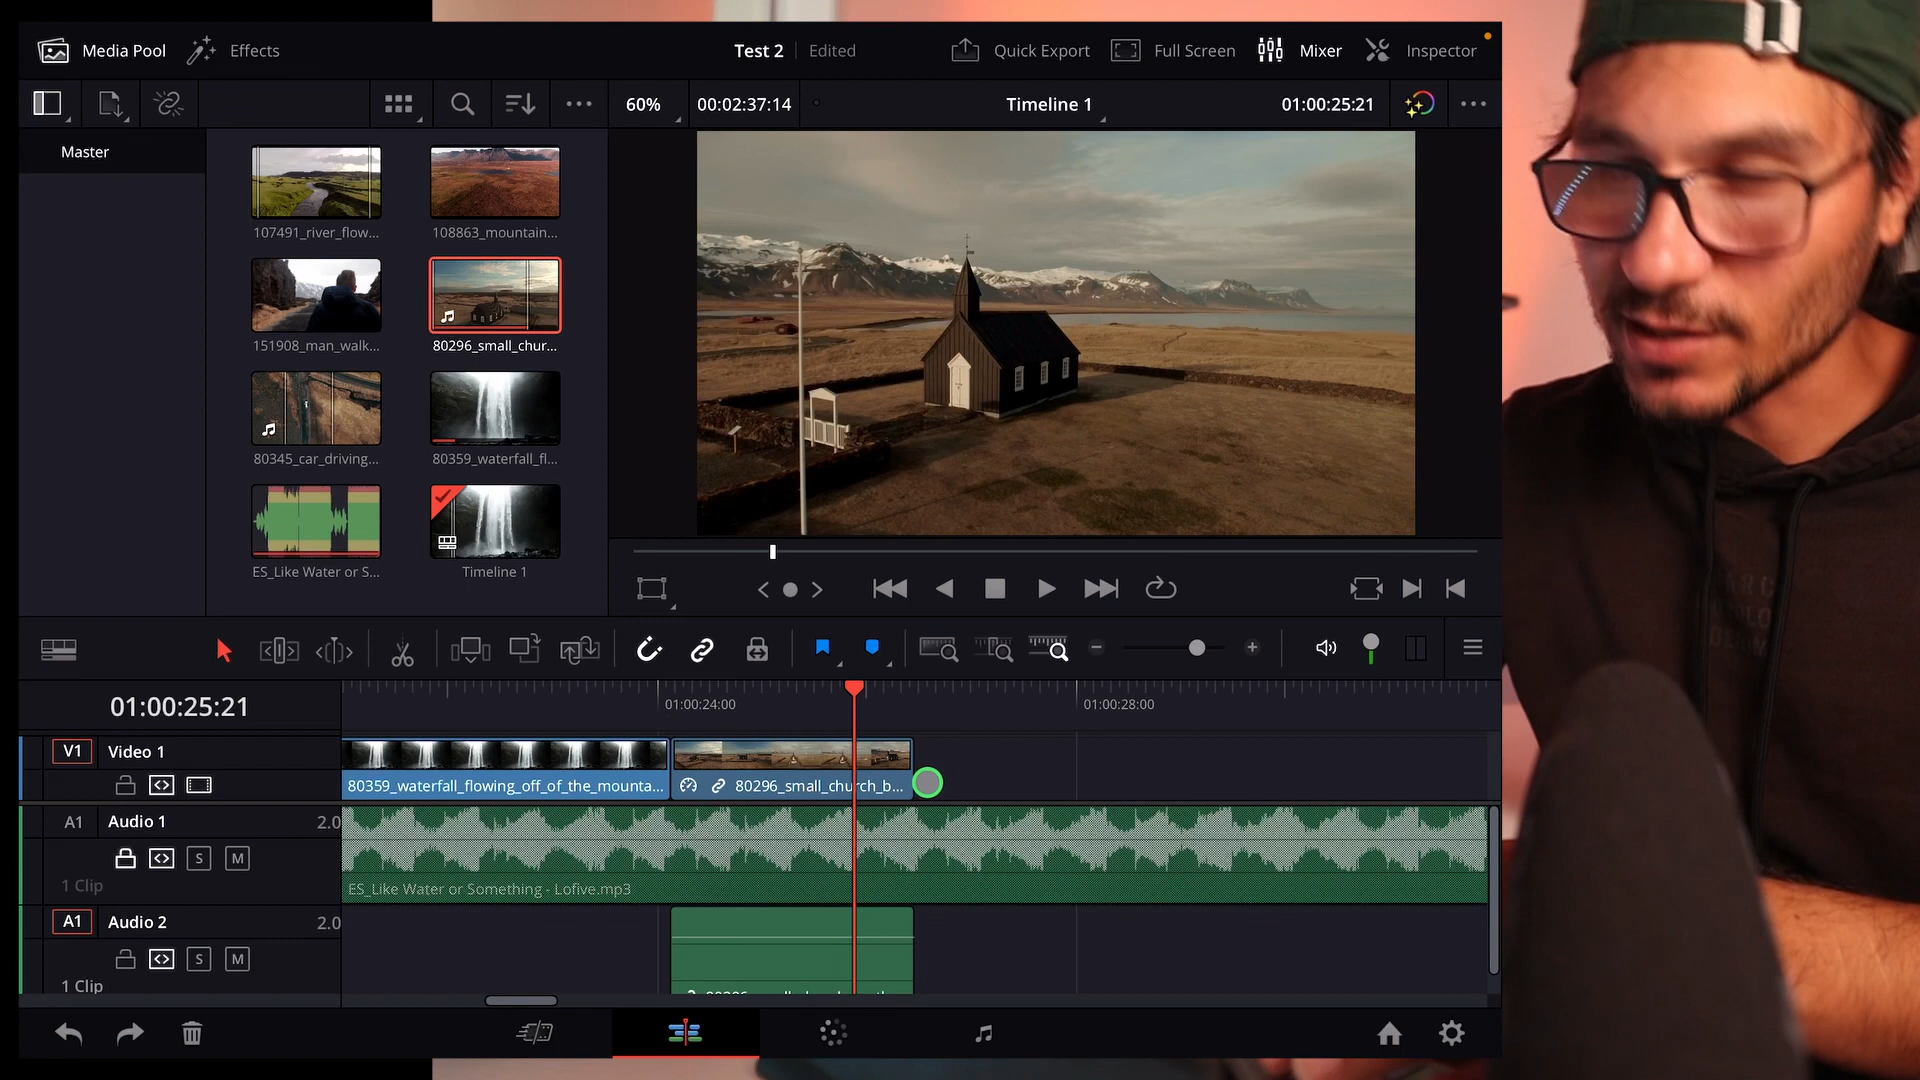 Media Pool
Effects
Test 2
Edited
Quick Export
Full Screen
Mixer
Inspector
60%
00:02:37:14
Timeline 1
01:00:25:21
Master
107491_river_flow...
108863_mountain...
151908_man_walk...
80296_small_chur...
80345_car_driving...
80359_waterfall_fl...
ES_Like Water or S...
Timeline 1
01:00:25:21
01:00:24:00
01:00:28:00
V1
Video 1
80359_waterfall_flowing_off_of_the_mounta...
80296_small_church_b...
A1
Audio 1
2.0
S
M
1 Clip
ES_Like Water or Something - Lofive.mp3
A1
Audio 2
2.0
S
M
1 Clip